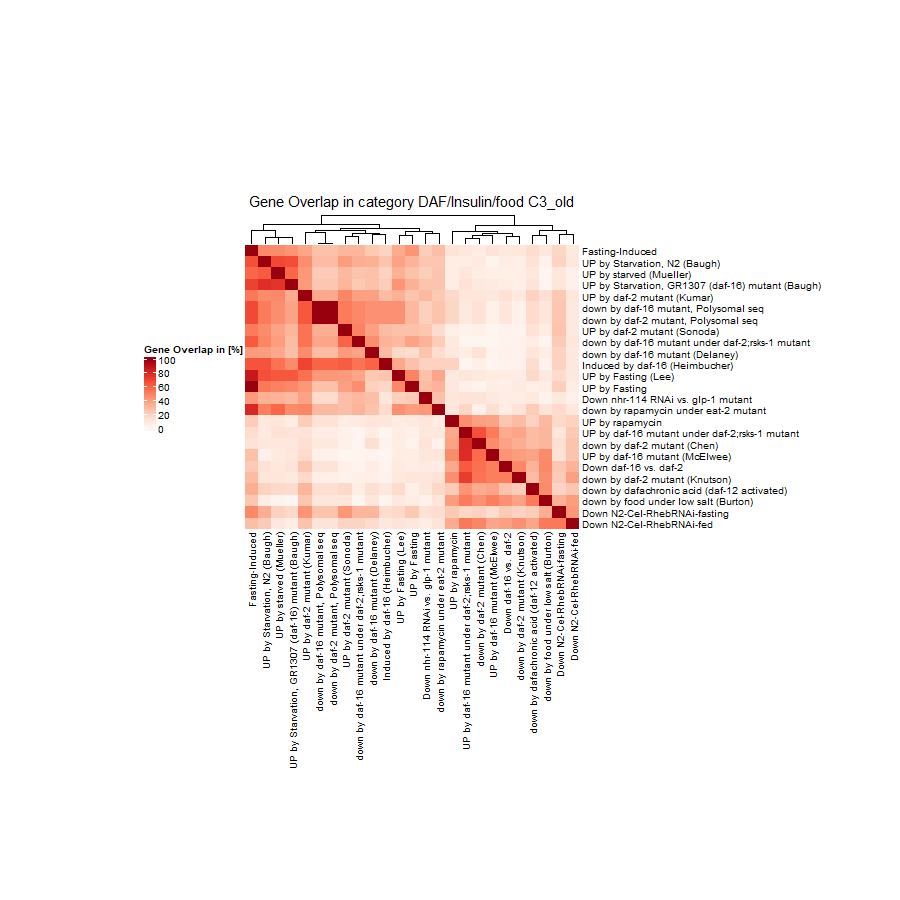 Gene Overlap in category DAF/Insulin/food C3_old
Fasting-Induced
UP by Starvation, N2 (Baugh)
UP by starved (Mueller)
UP by Starvation, GR1307 (daf-16) mutant (Baugh)
UP by daf-2 mutant (Kumar)
down by daf-16 mutant, Polysomal seq
down by daf-2 mutant, Polysomal seq
UP by daf-2 mutant (Sonoda)
down by daf-16 mutant under daf-2;rsks-1 mutant
down by daf-16 mutant (Delaney)
Induced by daf-16 (Heimbucher)
UP by Fasting (Lee)
UP by Fasting
Down nhr-114 RNAi vs. glp-1 mutant
down by rapamycin under eat-2 mutant
UP by rapamycin
UP by daf-16 mutant under daf-2;rsks-1 mutant
down by daf-2 mutant (Chen)
UP by daf-16 mutant (McElwee)
Down daf-16 vs. daf-2
down by daf-2 mutant (Knutson)
down by dafachronic acid (daf-12 activated)
down by food under low salt (Burton)
Down N2-Cel-RhebRNAi-fasting
Down N2-Cel-RhebRNAi-fed
Gene Overlap in [%]
100
80
60
40
20
0
Fasting-Induced
UP by Starvation, N2 (Baugh)
UP by starved (Mueller)
UP by Starvation, GR1307 (daf-16) mutant (Baugh)
UP by daf-2 mutant (Kumar)
down by daf-16 mutant, Polysomal seq
down by daf-2 mutant, Polysomal seq
UP by daf-2 mutant (Sonoda)
down by daf-16 mutant under daf-2;rsks-1 mutant
down by daf-16 mutant (Delaney)
Induced by daf-16 (Heimbucher)
UP by Fasting (Lee)
UP by Fasting
Down nhr-114 RNAi vs. glp-1 mutant
down by rapamycin under eat-2 mutant
UP by rapamycin
UP by daf-16 mutant under daf-2;rsks-1 mutant
down by daf-2 mutant (Chen)
UP by daf-16 mutant (McElwee)
Down daf-16 vs. daf-2
down by daf-2 mutant (Knutson)
down by dafachronic acid (daf-12 activated)
down by food under low salt (Burton)
Down N2-Cel-RhebRNAi-fasting
Down N2-Cel-RhebRNAi-fed